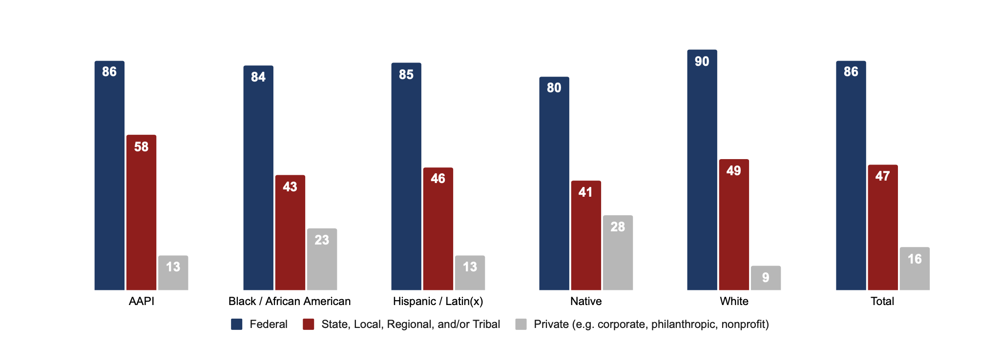 86
58
13
AAPI
84
43
23
Black / African American
85
46
13
Hispanic / Latin(x)
80
41
28
Native
90
49
9
White
86
47
16
Total
Federal
State, Local, Regional, and/or Tribal
Private (e.g. corporate, philanthropic, nonprofit)